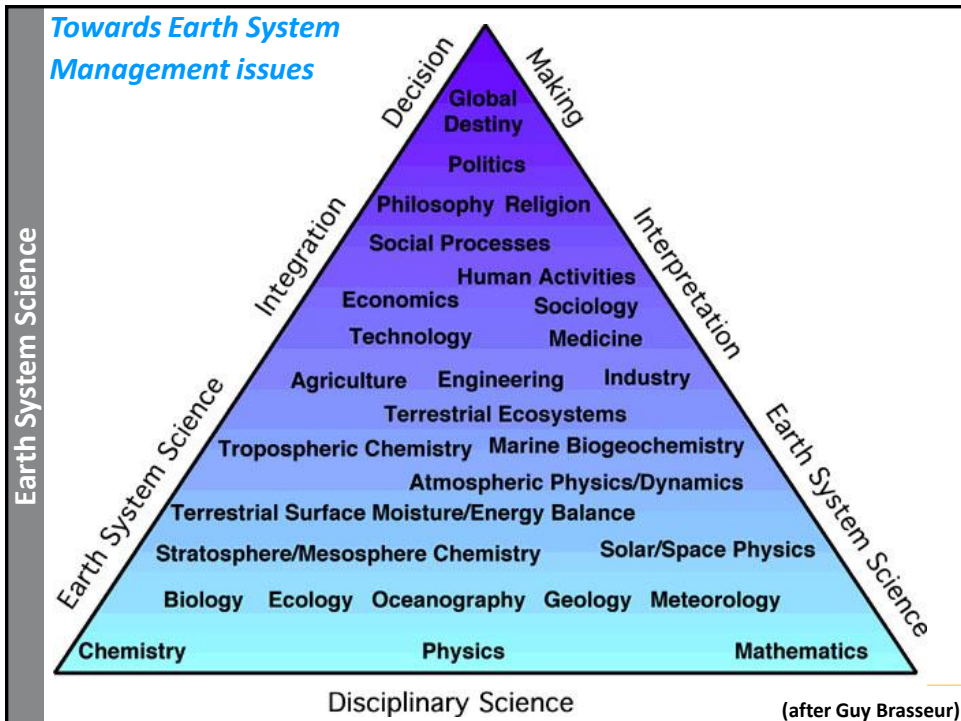 Towards Earth System
Management issues
Earth System Science
Decision
Making
Global
Destiny
Politics
Philosophy Religion
Integration
Interpretation
Social Processes
Human Activities
Economics
Sociology
Technology
Medicine
Agriculture Engineering Industry
Terrestrial Ecosystems
Earth System Science
Earth System Science
Tropospheric Chemistry Marine Biogeochemistry
Atmospheric Physics/Dynamics
Terrestrial Surface Moisture/Energy Balance
Stratosphere/Mesosphere Chemistry Solar/Space Physics
Biology Ecology Oceanography Geology Meteorology
Chemistry Physics Mathematics
Disciplinary Science
(after Guy Brasseur)